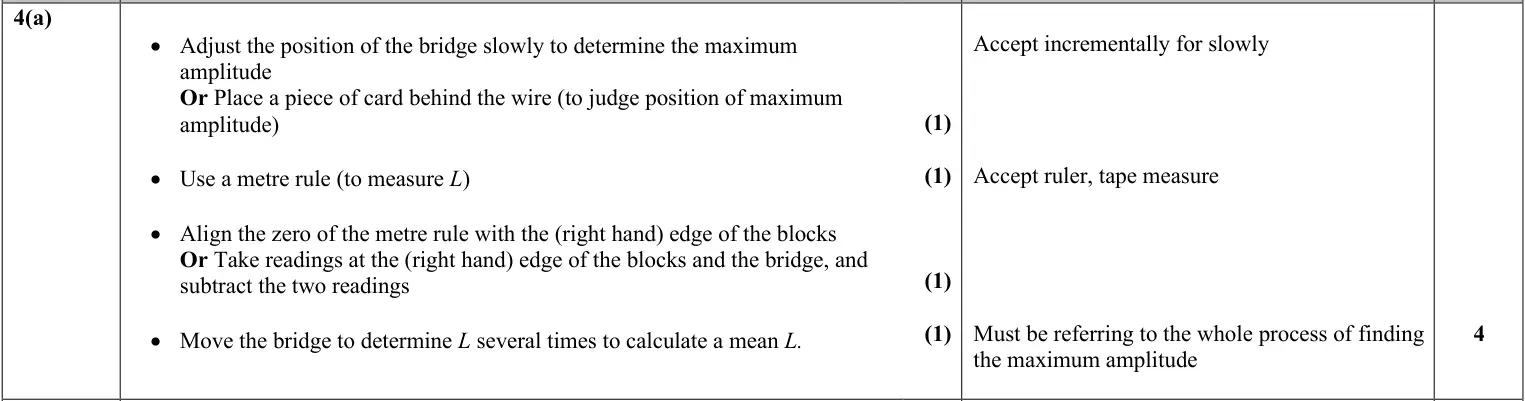 4(a)
• Adjust the position of the bridge slowly to determine the maximum
amplitude
Or Place a piece of card behind the wire (to judge position of maximum
amplitude) (1)
Accept incrementally for slowly
• Use a metre rule (to measure L) (1)
Accept ruler, tape measure
• Align the zero of the metre rule with the (right hand) edge of the blocks
Or Take readings at the (right hand) edge of the blocks and the bridge, and
subtract the two readings (1)
• Move the bridge to determine L several times to calculate a mean L. (1)
Must be referring to the whole process of finding
the maximum amplitude
4